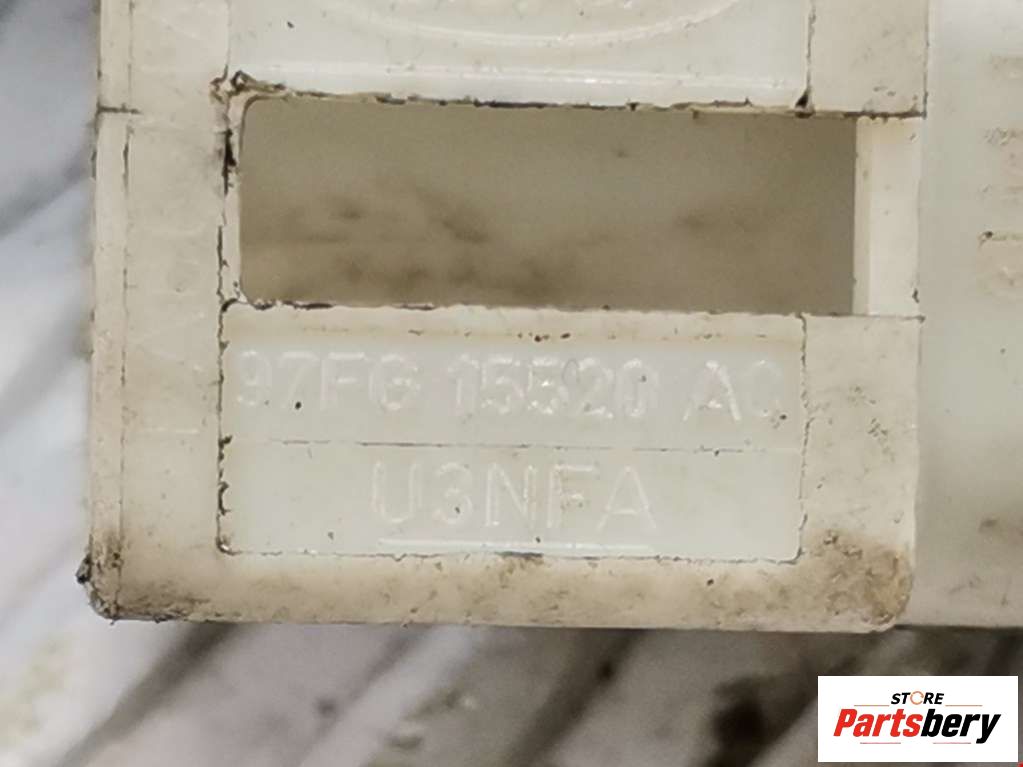 97FG 15520 AC
U3NFA
STORE
Partsbery